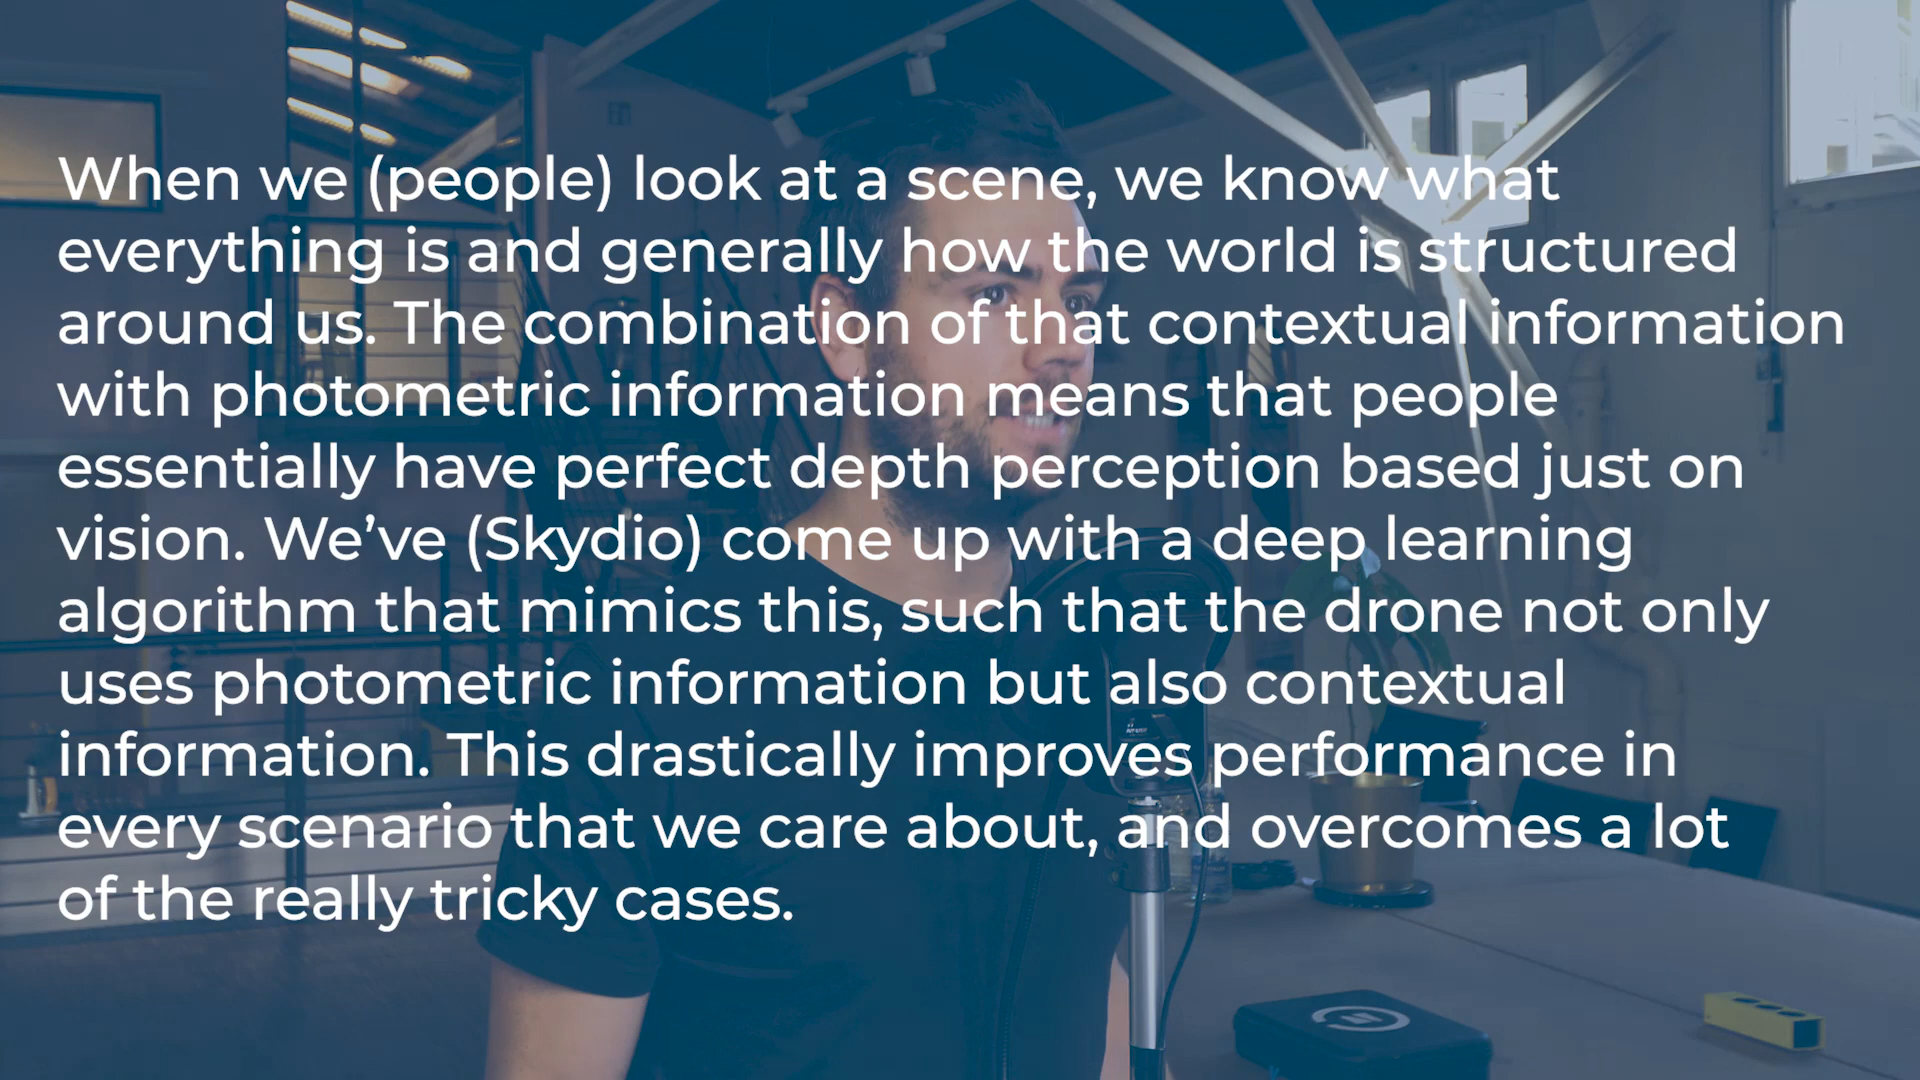 When we (people) look at a scene, we know what
everything is and generally how the world is structured
around us. The combination of that contextual information
with photometric information means that people
essentially have perfect depth perception based just on
vision. We’ve (Skydio) come up with a deep learning
algorithm that mimics this, such that the drone not only
uses photometric information but also contextual
information. This drastically improves performance in
every scenario that we care about, and overcomes a lot
of the really tricky cases.